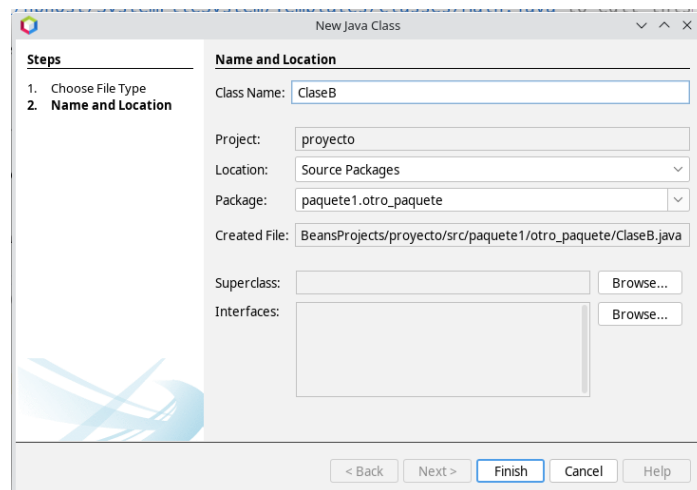 New Java Class
Steps
1. Choose File Type
2. Name and Location
Name and Location
Class Name: ClaseB
Project: proyecto
Location: Source Packages
Package: paquete1.otro_paquete
Created File: BeansProjects/proyecto/src/paquete1/otro_paquete/ClaseB.java
Superclass: Browse...
Interfaces: Browse...
< Back Next > Finish Cancel Help